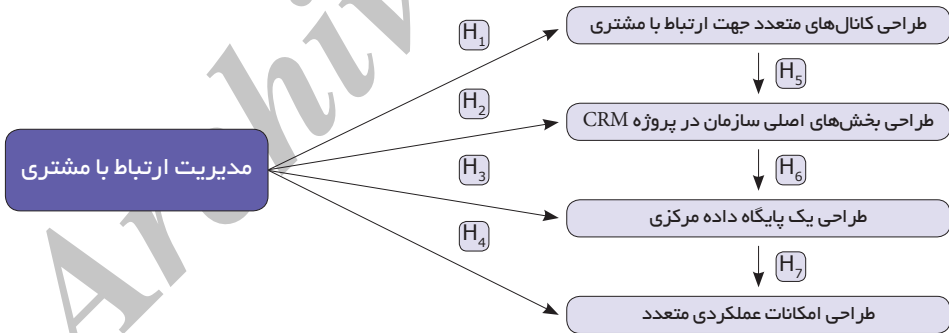 طراحی کانال‌های متعدد جهت ارتباط با مشتری
H₁
H₅
H₂
طراحی بخش‌های اصلی سازمان در پروژه CRM
مدیریت ارتباط با مشتری
H₃
H₆
طراحی یک پایگاه داده مرکزی
H₄
H₇
طراحی امکانات عملکردی متعدد
Archiv